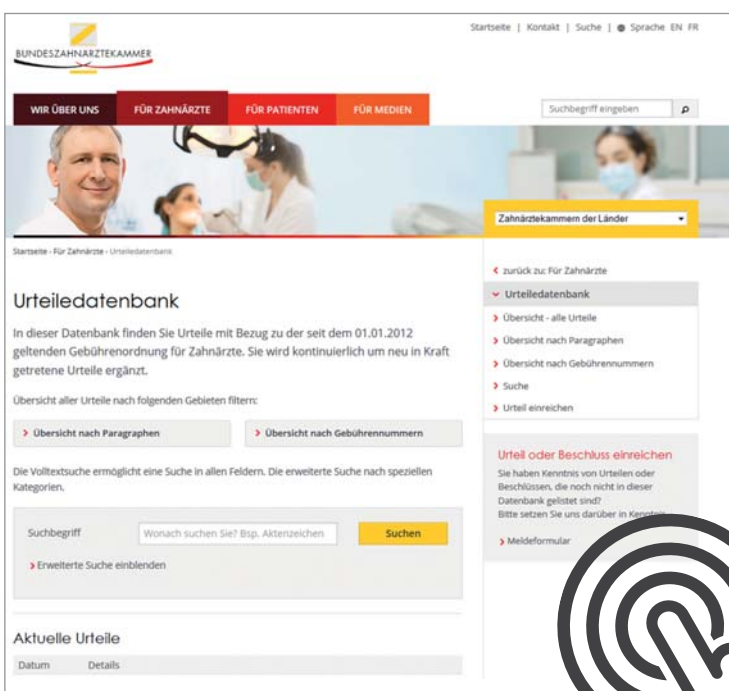 Startseite | Kontakt | Suche | Sprache EN FR
BUNDESZAHNÄRZTEKAMMER
WIR ÜBER UNS FÜR ZAHNÄRZTE FÜR PATIENTEN FÜR MEDIEN
Suchbegriff eingeben
Zahnärztekammern der Länder
Startseite › Für Zahnärzte › Urteiledatenbank
Urteiledatenbank
In dieser Datenbank finden Sie Urteile mit Bezug zu der seit dem 01.01.2012
geltenden Gebührenordnung für Zahnärzte. Sie wird kontinuierlich um neu in Kraft
getretene Urteile ergänzt.
Übersicht aller Urteile nach folgenden Gebieten filtern:
Übersicht nach Paragraphen
Übersicht nach Gebührennummern
Die Volltextsuche ermöglicht eine Suche in allen Feldern. Die erweiterte Suche nach speziellen
Kategorien.
Suchbegriff Wonach suchen Sie? Bsp. Aktenzeichen Suchen
Erweiterte Suche einblenden
Aktuelle Urteile
Datum Details
zurück zu: Für Zahnärzte
Urteiledatenbank
Übersicht - alle Urteile
Übersicht nach Paragraphen
Übersicht nach Gebührennummern
Suche
Urteil einreichen
Urteil oder Beschluss einreichen
Sie haben Kenntnis von Urteilen oder
Beschlüssen, die noch nicht in dieser
Datenbank gelistet sind?
Bitte setzen Sie uns darüber in Kenntnis.
Meldeformular